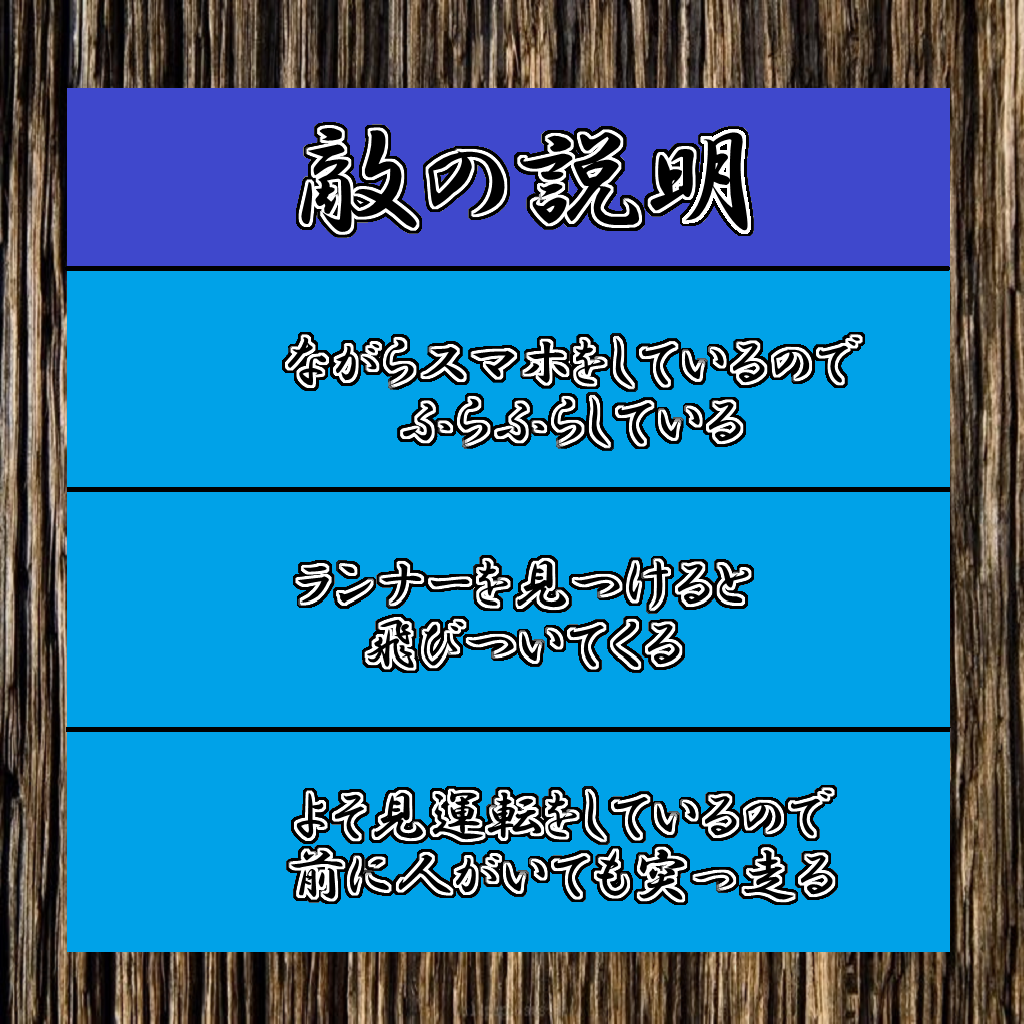 敵の説明
ながらスマホをしているので
ふらふらしている
ランナーを見つけると
飛びついてくる
よそ見運転をしているので
前に人がいても突っ走る